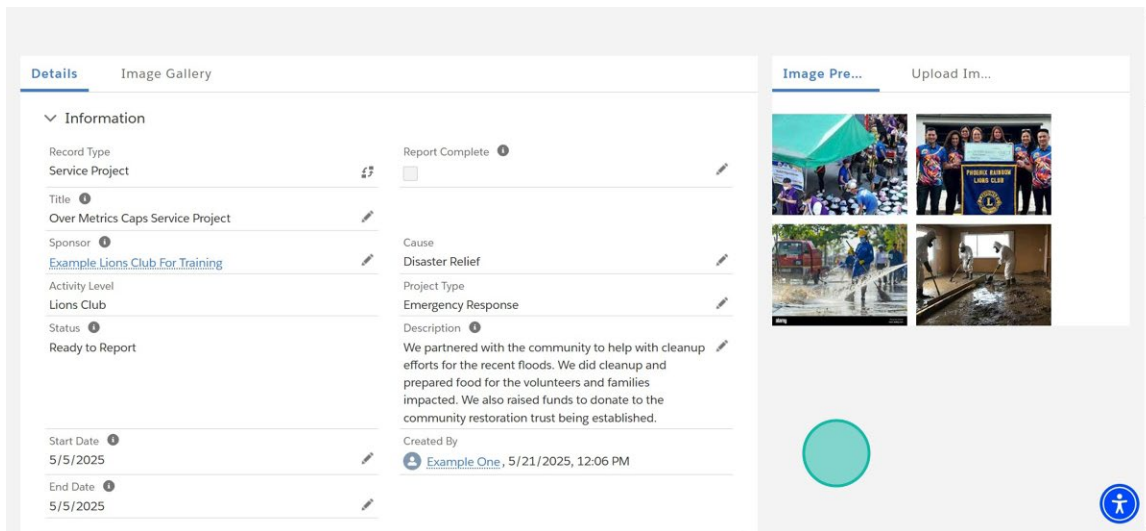 Details
Image Gallery
Image Pre...
Upload Im...
Information
Record Type
Service Project
Report Complete
Title
Over Metrics Caps Service Project
Sponsor
Example Lions Club For Training
Cause
Disaster Relief
Activity Level
Lions Club
Project Type
Emergency Response
Status
Ready to Report
Description
We partnered with the community to help with cleanup
efforts for the recent floods. We did cleanup and
prepared food for the volunteers and families
impacted. We also raised funds to donate to the
community restoration trust being established.
Start Date
5/5/2025
Created By
Example One, 5/21/2025, 12:06 PM
End Date
5/5/2025
PHOENIX RAINBOW
LIONS CLUB
L